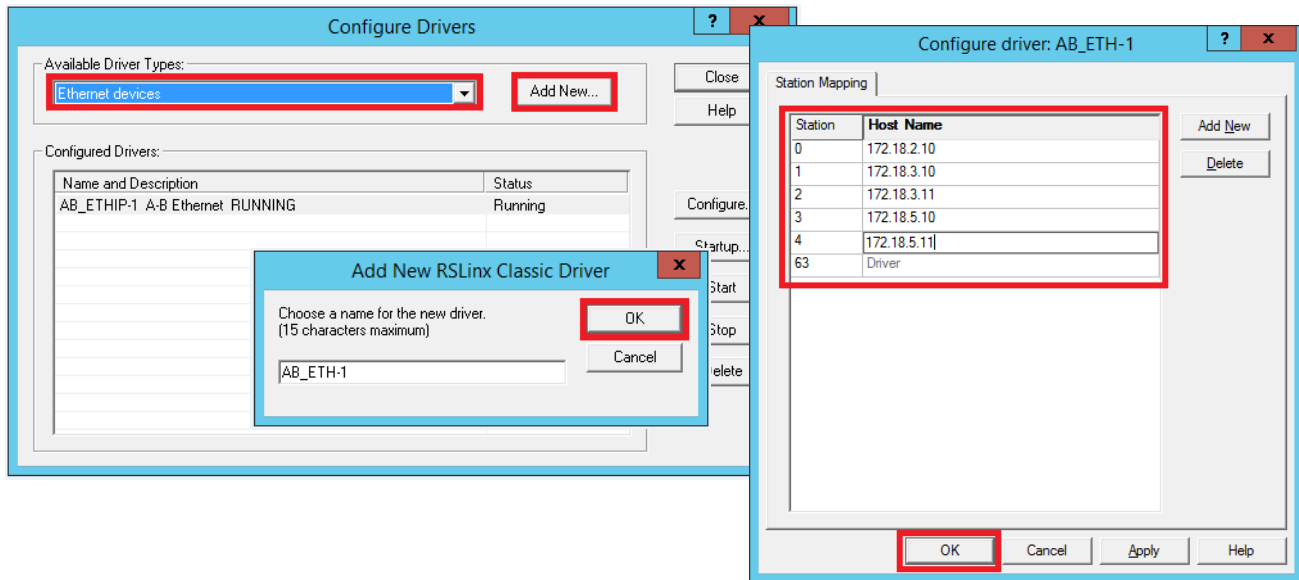 Configure Drivers
? x
Available Driver Types:
Ethernet devices
Add New...
Close
Help
Configured Drivers:
Name and Description Status
AB_ETHIP-1 A-B Ethernet RUNNING Running
Configure.
Startup...
Start
Stop
elete
Add New RSLinx Classic Driver
x
Choose a name for the new driver.
(15 characters maximum)
AB_ETH-1
OK
Cancel
Configure driver: AB_ETH-1
? x
Station Mapping
Station Host Name
0 172.18.2.10
1 172.18.3.10
2 172.18.3.11
3 172.18.5.10
4 172.18.5.11
63 Driver
Add New
Delete
OK Cancel Apply Help